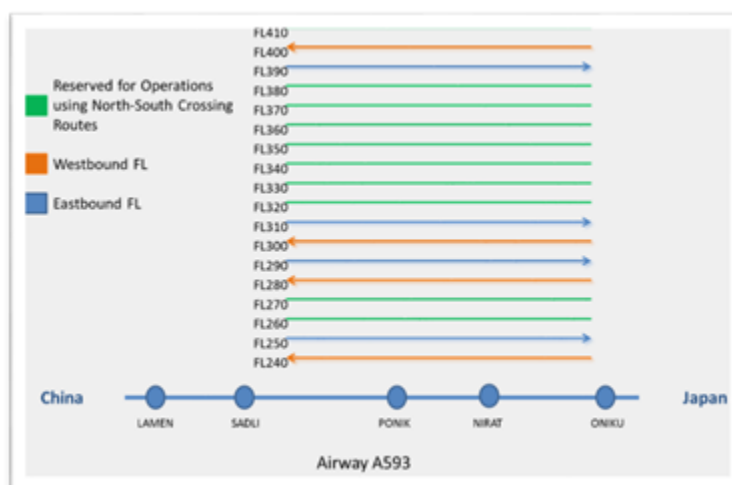 FL410
FL400
FL390
FL380
FL370
FL360
FL350
FL340
FL330
FL320
FL310
FL300
FL290
FL280
FL270
FL260
FL250
FL240
Reserved for Operations
using North-South Crossing
Routes
Westbound FL
Eastbound FL
China
Japan
LAMEN
SADLI
PONIK
NIRAT
ONIKU
Airway A593